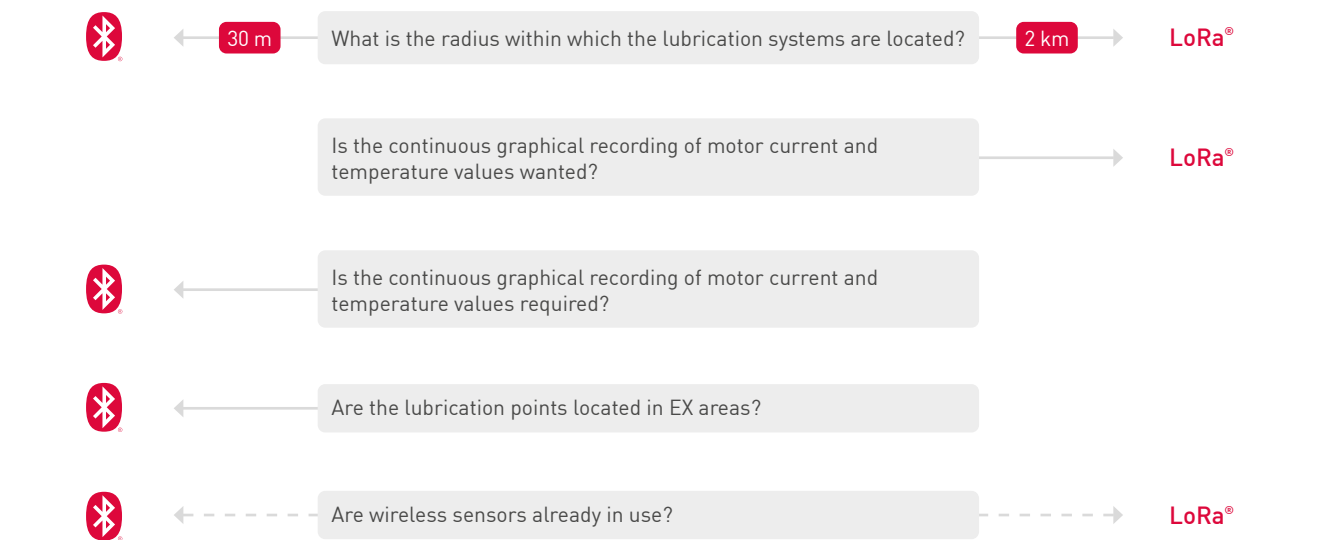 30 m What is the radius within which the lubrication systems are located? 2 km LoRa®
Is the continuous graphical recording of motor current and
temperature values wanted?
LoRa®
Is the continuous graphical recording of motor current and
temperature values required?
Are the lubrication points located in EX areas?
Are wireless sensors already in use? LoRa®